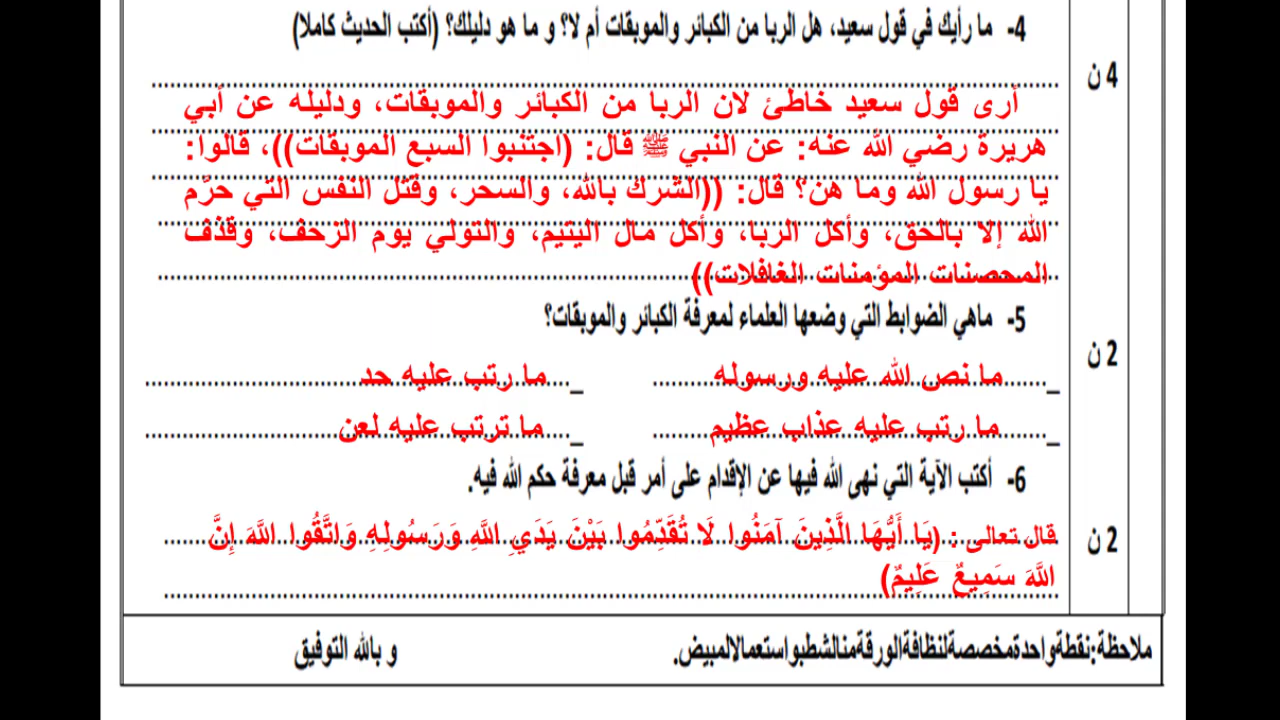 4- ما رأيك في قول سعيد، هل الربا من الكبائر والموبقات أم لا؟ و ما هو دليلك؟ (أكتب الحديث كاملا)
4 ن
أرى قول سعيد خاطئ لان الربا من الكبائر والموبقات، ودليله عن أبي
هريرة رضي الله عنه: عن النبي ﷺ قال: (اجتنبوا السبع الموبقات))، قالوا:
يا رسول الله وما هن؟ قال: ((الشرك بالله، والسحر، وقتل النفس التي حرّم
الله إلا بالحق، وأكل الربا، وأكل مال اليتيم، والتولي يوم الزحف، وقذف
المحصنات المؤمنات الغافلات))
5- ماهي الضوابط التي وضعها العلماء لمعرفة الكبائر والموبقات؟
2 ن
_ ما نص الله عليه ورسوله _ ما رتب عليه حد
_ ما رتب عليه عذاب عظيم _ ما ترتب عليه لعن
6- أكتب الآية التي نهى الله فيها عن الإقدام على أمر قبل معرفة حكم الله فيه.
2 ن
قال تعالى : (يَا أَيُّهَا الَّذِينَ آمَنُوا لَا تُقَدِّمُوا بَيْنَ يَدَيِ اللَّهِ وَرَسُولِهِ وَاتَّقُوا اللَّهَ إِنَّ
اللَّهَ سَمِيعٌ عَلِيمٌ)
ملاحظة:نقطةواحدةمخصصةلنظافةالورقةمنالشطبواستعمالالمبيض. و بالله التوفيق